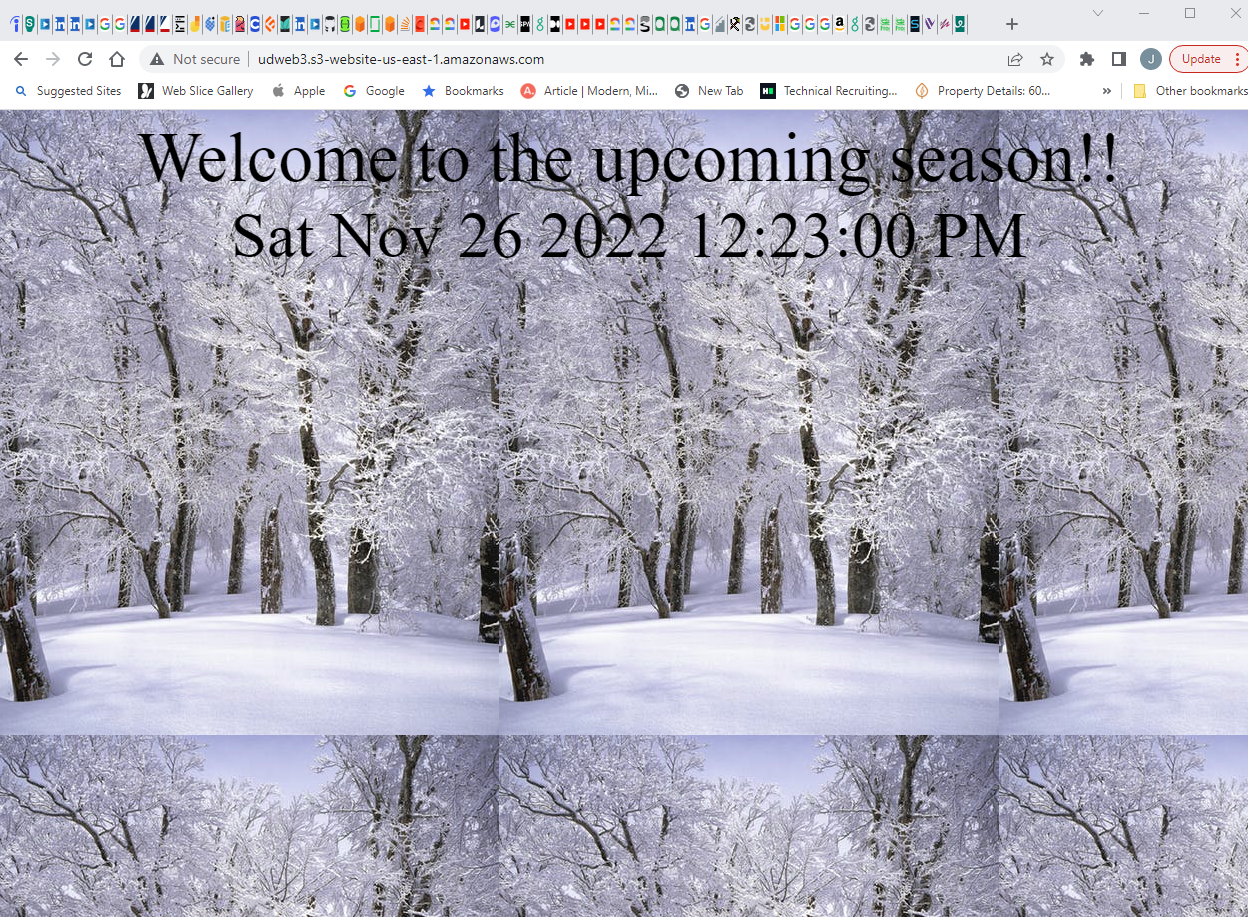 Not secure
udweb3.s3-website-us-east-1.amazonaws.com
J
Update
Suggested Sites
Web Slice Gallery
Apple
Google
Bookmarks
Article | Modern, Mi...
New Tab
Technical Recruiting...
Property Details: 60...
»
Other bookmarks
Welcome to the upcoming season!!
Sat Nov 26 2022 12:23:00 PM